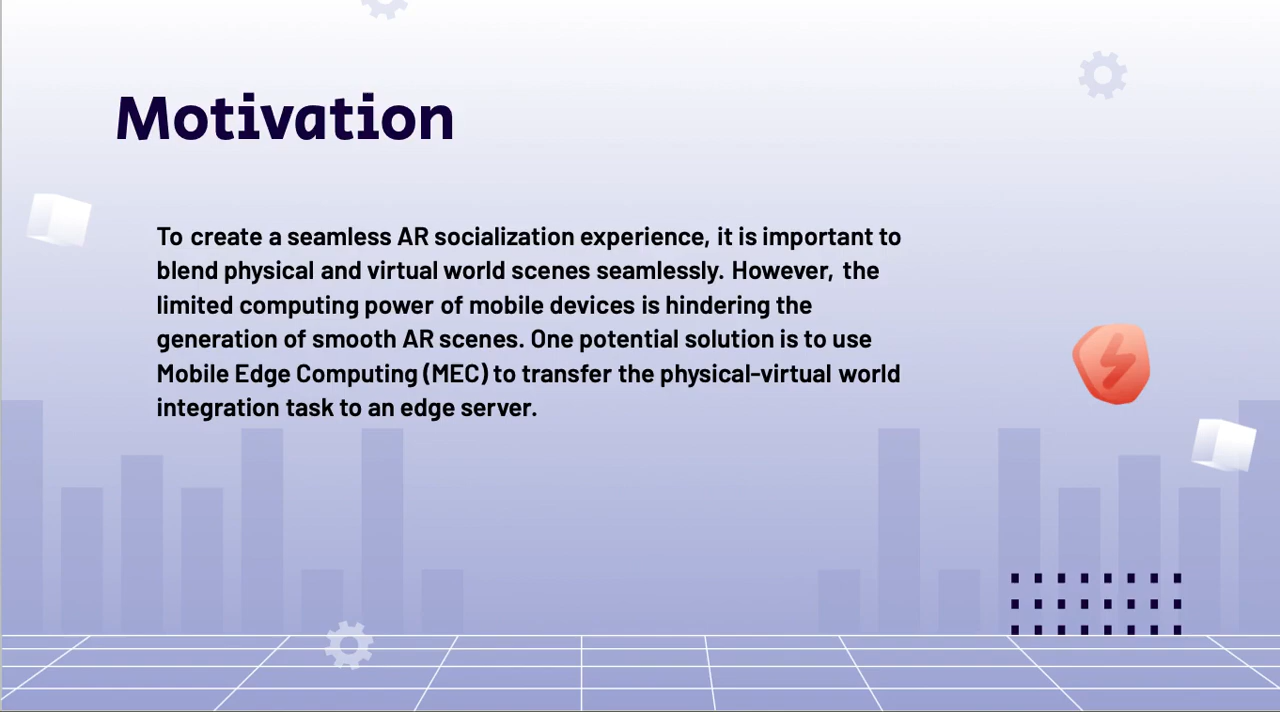 Motivation
To create a seamless AR socialization experience, it is important to
blend physical and virtual world scenes seamlessly. However, the
limited computing power of mobile devices is hindering the
generation of smooth AR scenes. One potential solution is to use
Mobile Edge Computing (MEC) to transfer the physical-virtual world
integration task to an edge server.